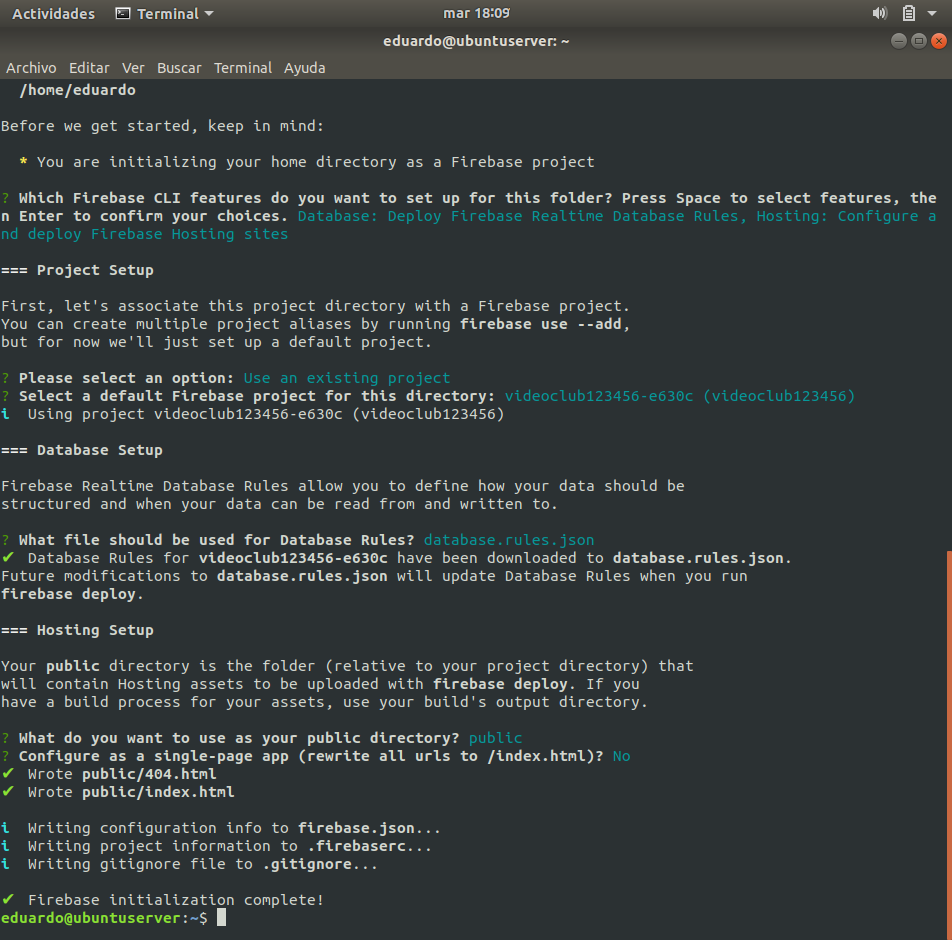 Actividades Terminal mar 18:09
eduardo@ubuntuserver: ~
Archivo Editar Ver Buscar Terminal Ayuda
/home/eduardo
Before we get started, keep in mind:
* You are initializing your home directory as a Firebase project
? Which Firebase CLI features do you want to set up for this folder? Press Space to select features, the
n Enter to confirm your choices. Database: Deploy Firebase Realtime Database Rules, Hosting: Configure a
nd deploy Firebase Hosting sites
=== Project Setup
First, let's associate this project directory with a Firebase project.
You can create multiple project aliases by running firebase use --add,
but for now we'll just set up a default project.
? Please select an option: Use an existing project
? Select a default Firebase project for this directory: videoclub123456-e630c (videoclub123456)
i Using project videoclub123456-e630c (videoclub123456)
=== Database Setup
Firebase Realtime Database Rules allow you to define how your data should be
structured and when your data can be read from and written to.
? What file should be used for Database Rules? database.rules.json
✔ Database Rules for videoclub123456-e630c have been downloaded to database.rules.json.
Future modifications to database.rules.json will update Database Rules when you run
firebase deploy.
=== Hosting Setup
Your public directory is the folder (relative to your project directory) that
will contain Hosting assets to be uploaded with firebase deploy. If you
have a build process for your assets, use your build's output directory.
? What do you want to use as your public directory? public
? Configure as a single-page app (rewrite all urls to /index.html)? No
✔ Wrote public/404.html
✔ Wrote public/index.html
i Writing configuration info to firebase.json...
i Writing project information to .firebaserc...
i Writing gitignore file to .gitignore...
✔ Firebase initialization complete!
eduardo@ubuntuserver:~$